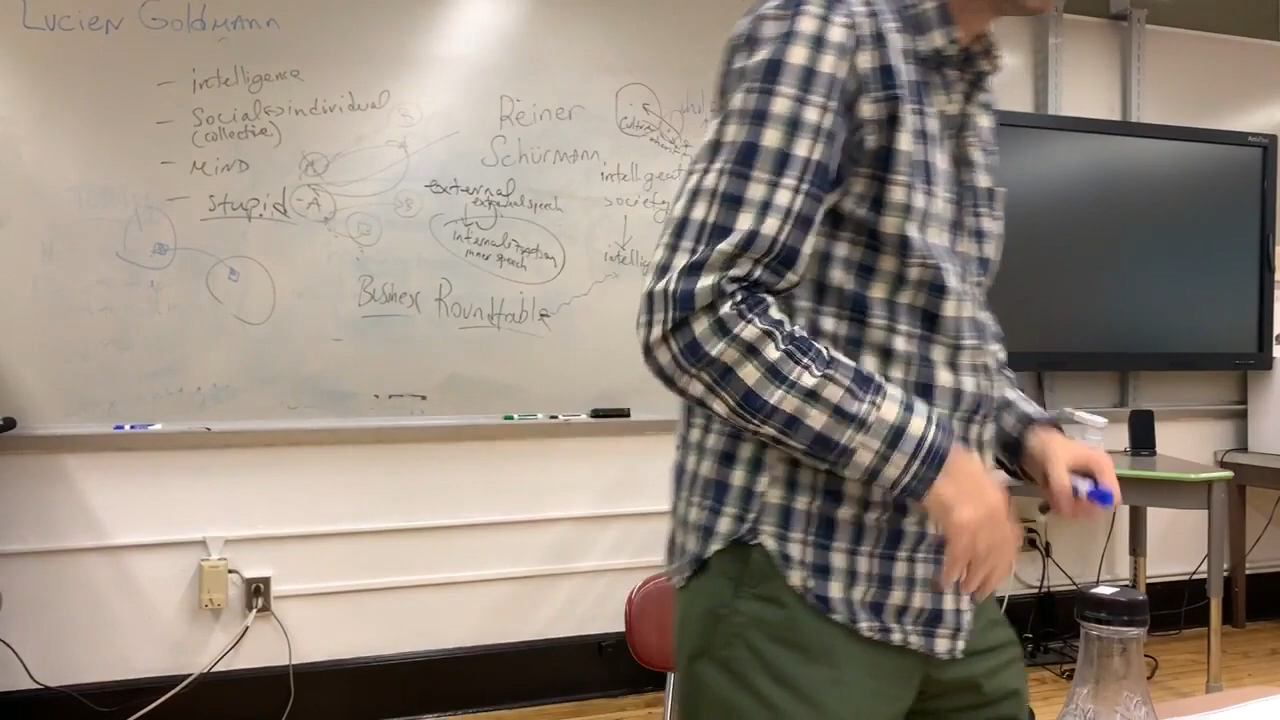 Lucien Goldmann
- intelligence
- Social↔individual
(collective)
- MIND
- stupid
-A
B
Reiner
Schürmann
external
external speech
inner speech
Business Roundtable
intelligent
society